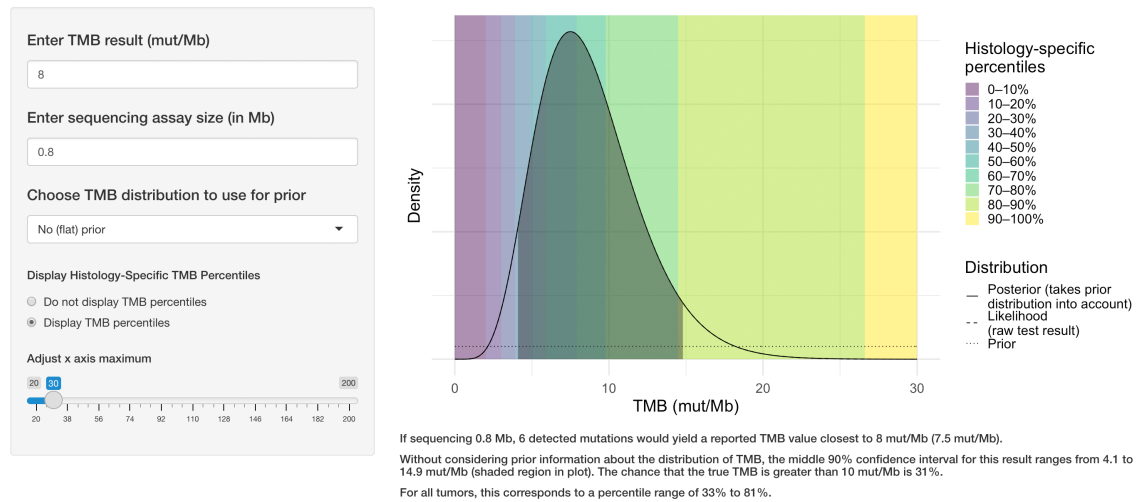 Enter TMB result (mut/Mb)
8
Enter sequencing assay size (in Mb)
0.8
Choose TMB distribution to use for prior
No (flat) prior
Display Histology-Specific TMB Percentiles
Do not display TMB percentiles
Display TMB percentiles
Adjust x axis maximum
20 30 200
20 38 56 74 92 110 128 146 164 182 200
Density
0 10 20 30
TMB (mut/Mb)
Histology-specific
percentiles
0–10%
10–20%
20–30%
30–40%
40–50%
50–60%
60–70%
70–80%
80–90%
90–100%
Distribution
Posterior (takes prior
distribution into account)
Likelihood
(raw test result)
Prior
If sequencing 0.8 Mb, 6 detected mutations would yield a reported TMB value closest to 8 mut/Mb (7.5 mut/Mb).
Without considering prior information about the distribution of TMB, the middle 90% confidence interval for this result ranges from 4.1 to
14.9 mut/Mb (shaded region in plot). The chance that the true TMB is greater than 10 mut/Mb is 31%.
For all tumors, this corresponds to a percentile range of 33% to 81%.